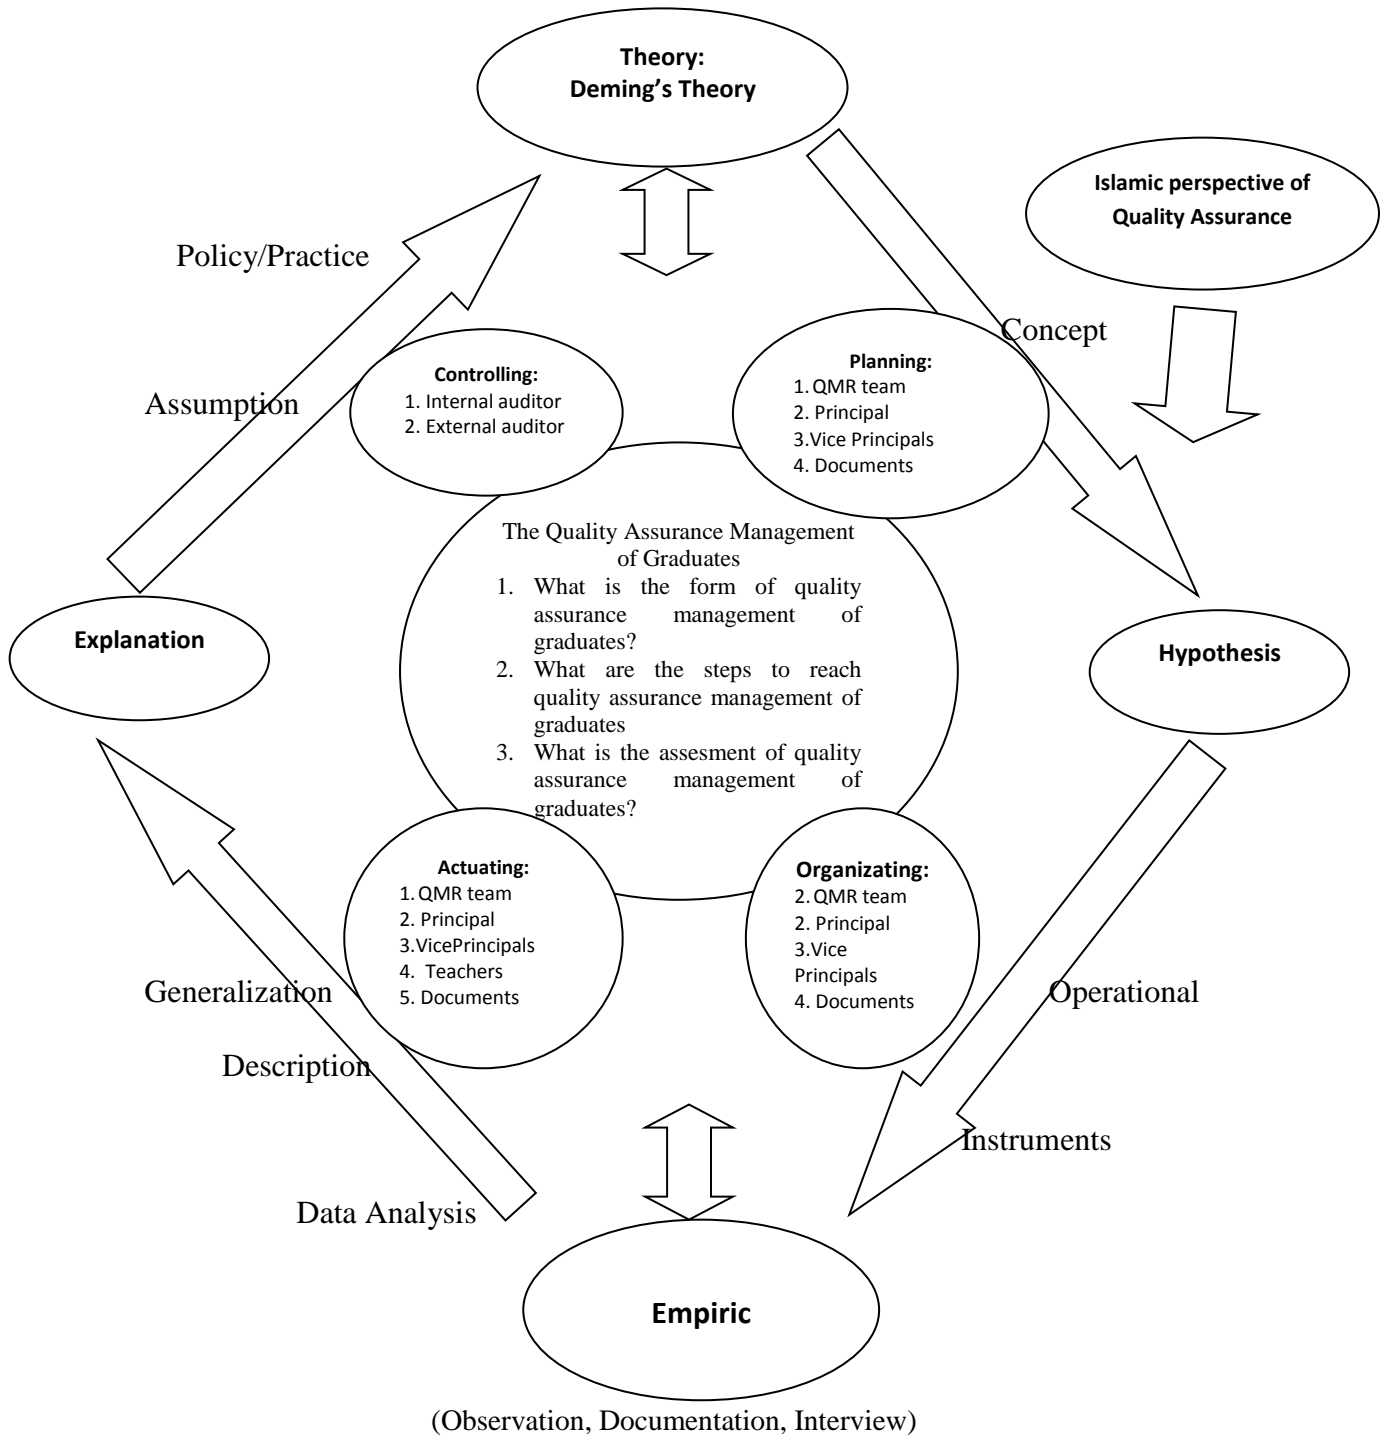 Theory:
Deming’s Theory
Islamic perspective of
Quality Assurance
Policy/Practice
Concept
Assumption
Controlling:
1. Internal auditor
2. External auditor
Planning:
1. QMR team
2. Principal
3.Vice Principals
4. Documents
The Quality Assurance Management
of Graduates
1. What is the form of quality
assurance management of
graduates?
2. What are the steps to reach
quality assurance management of
graduates
3. What is the assesment of quality
assurance management of
graduates?
Explanation
Hypothesis
Actuating:
1. QMR team
2. Principal
3.VicePrincipals
4. Teachers
5. Documents
Organizating:
2. QMR team
2. Principal
3.Vice
Principals
4. Documents
Generalization
Operational
Description
Instruments
Data Analysis
Empiric
(Observation, Documentation, Interview)